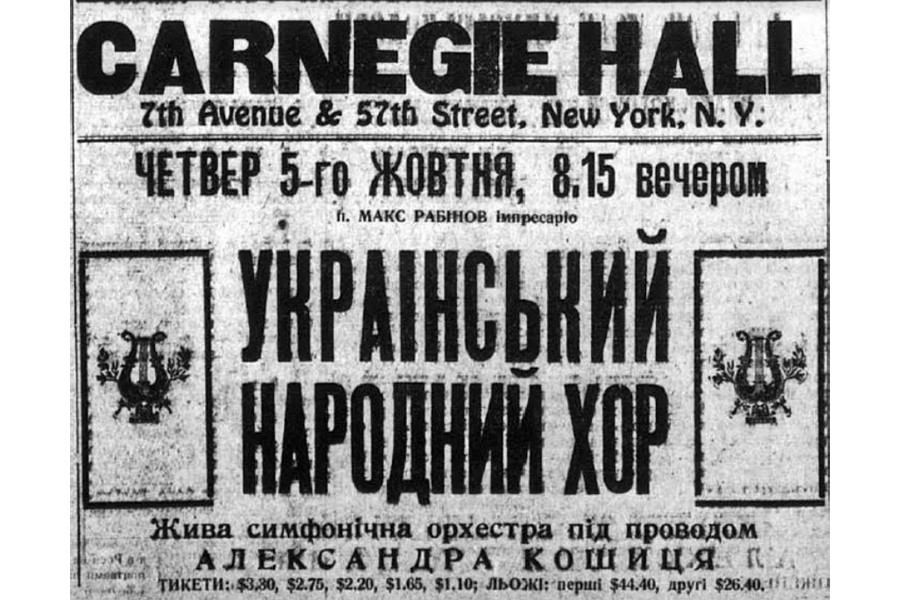 CARNEGIE HALL
7th Avenue & 57th Street, New York, N. Y.
ЧЕТВЕР 5-го ЖОВТНЯ, 8.15 вечером
п. МАКС РАБІНОВ імпресаріо
УКРАІНСЬКИЙ
НАРОДНИЙ ХОР
Жива симфонічна орхестра під проводом
АЛЕКСАНДРА КОШИЦЯ
ТИКЕТИ: $3,30, $2.75, $2.20, $1.65, $1.10; ЛЬОЖІ: перші $44.40, другі $26.40.